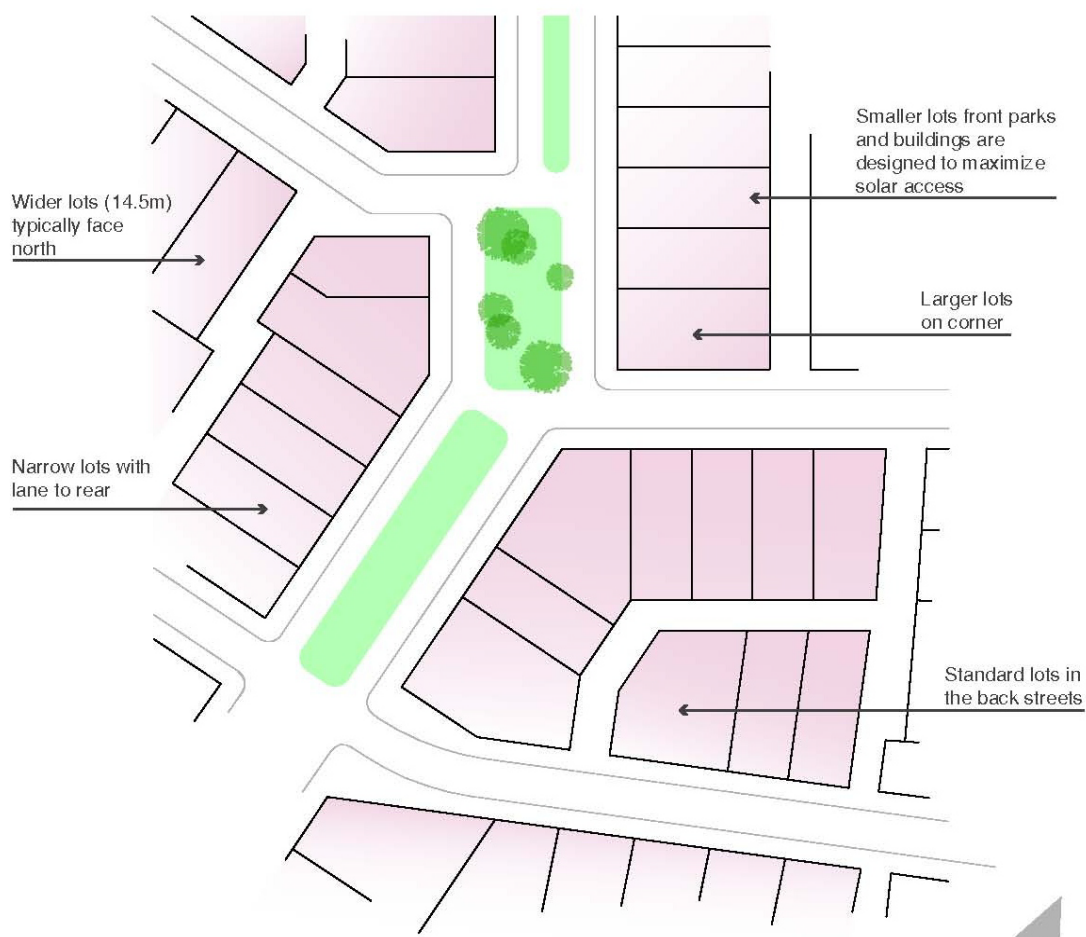 Smaller lots front parks
and buildings are
designed to maximize
solar access
Wider lots (14.5m)
typically face
north
Larger lots
on corner
Narrow lots with
lane to rear
Standard lots in
the back streets